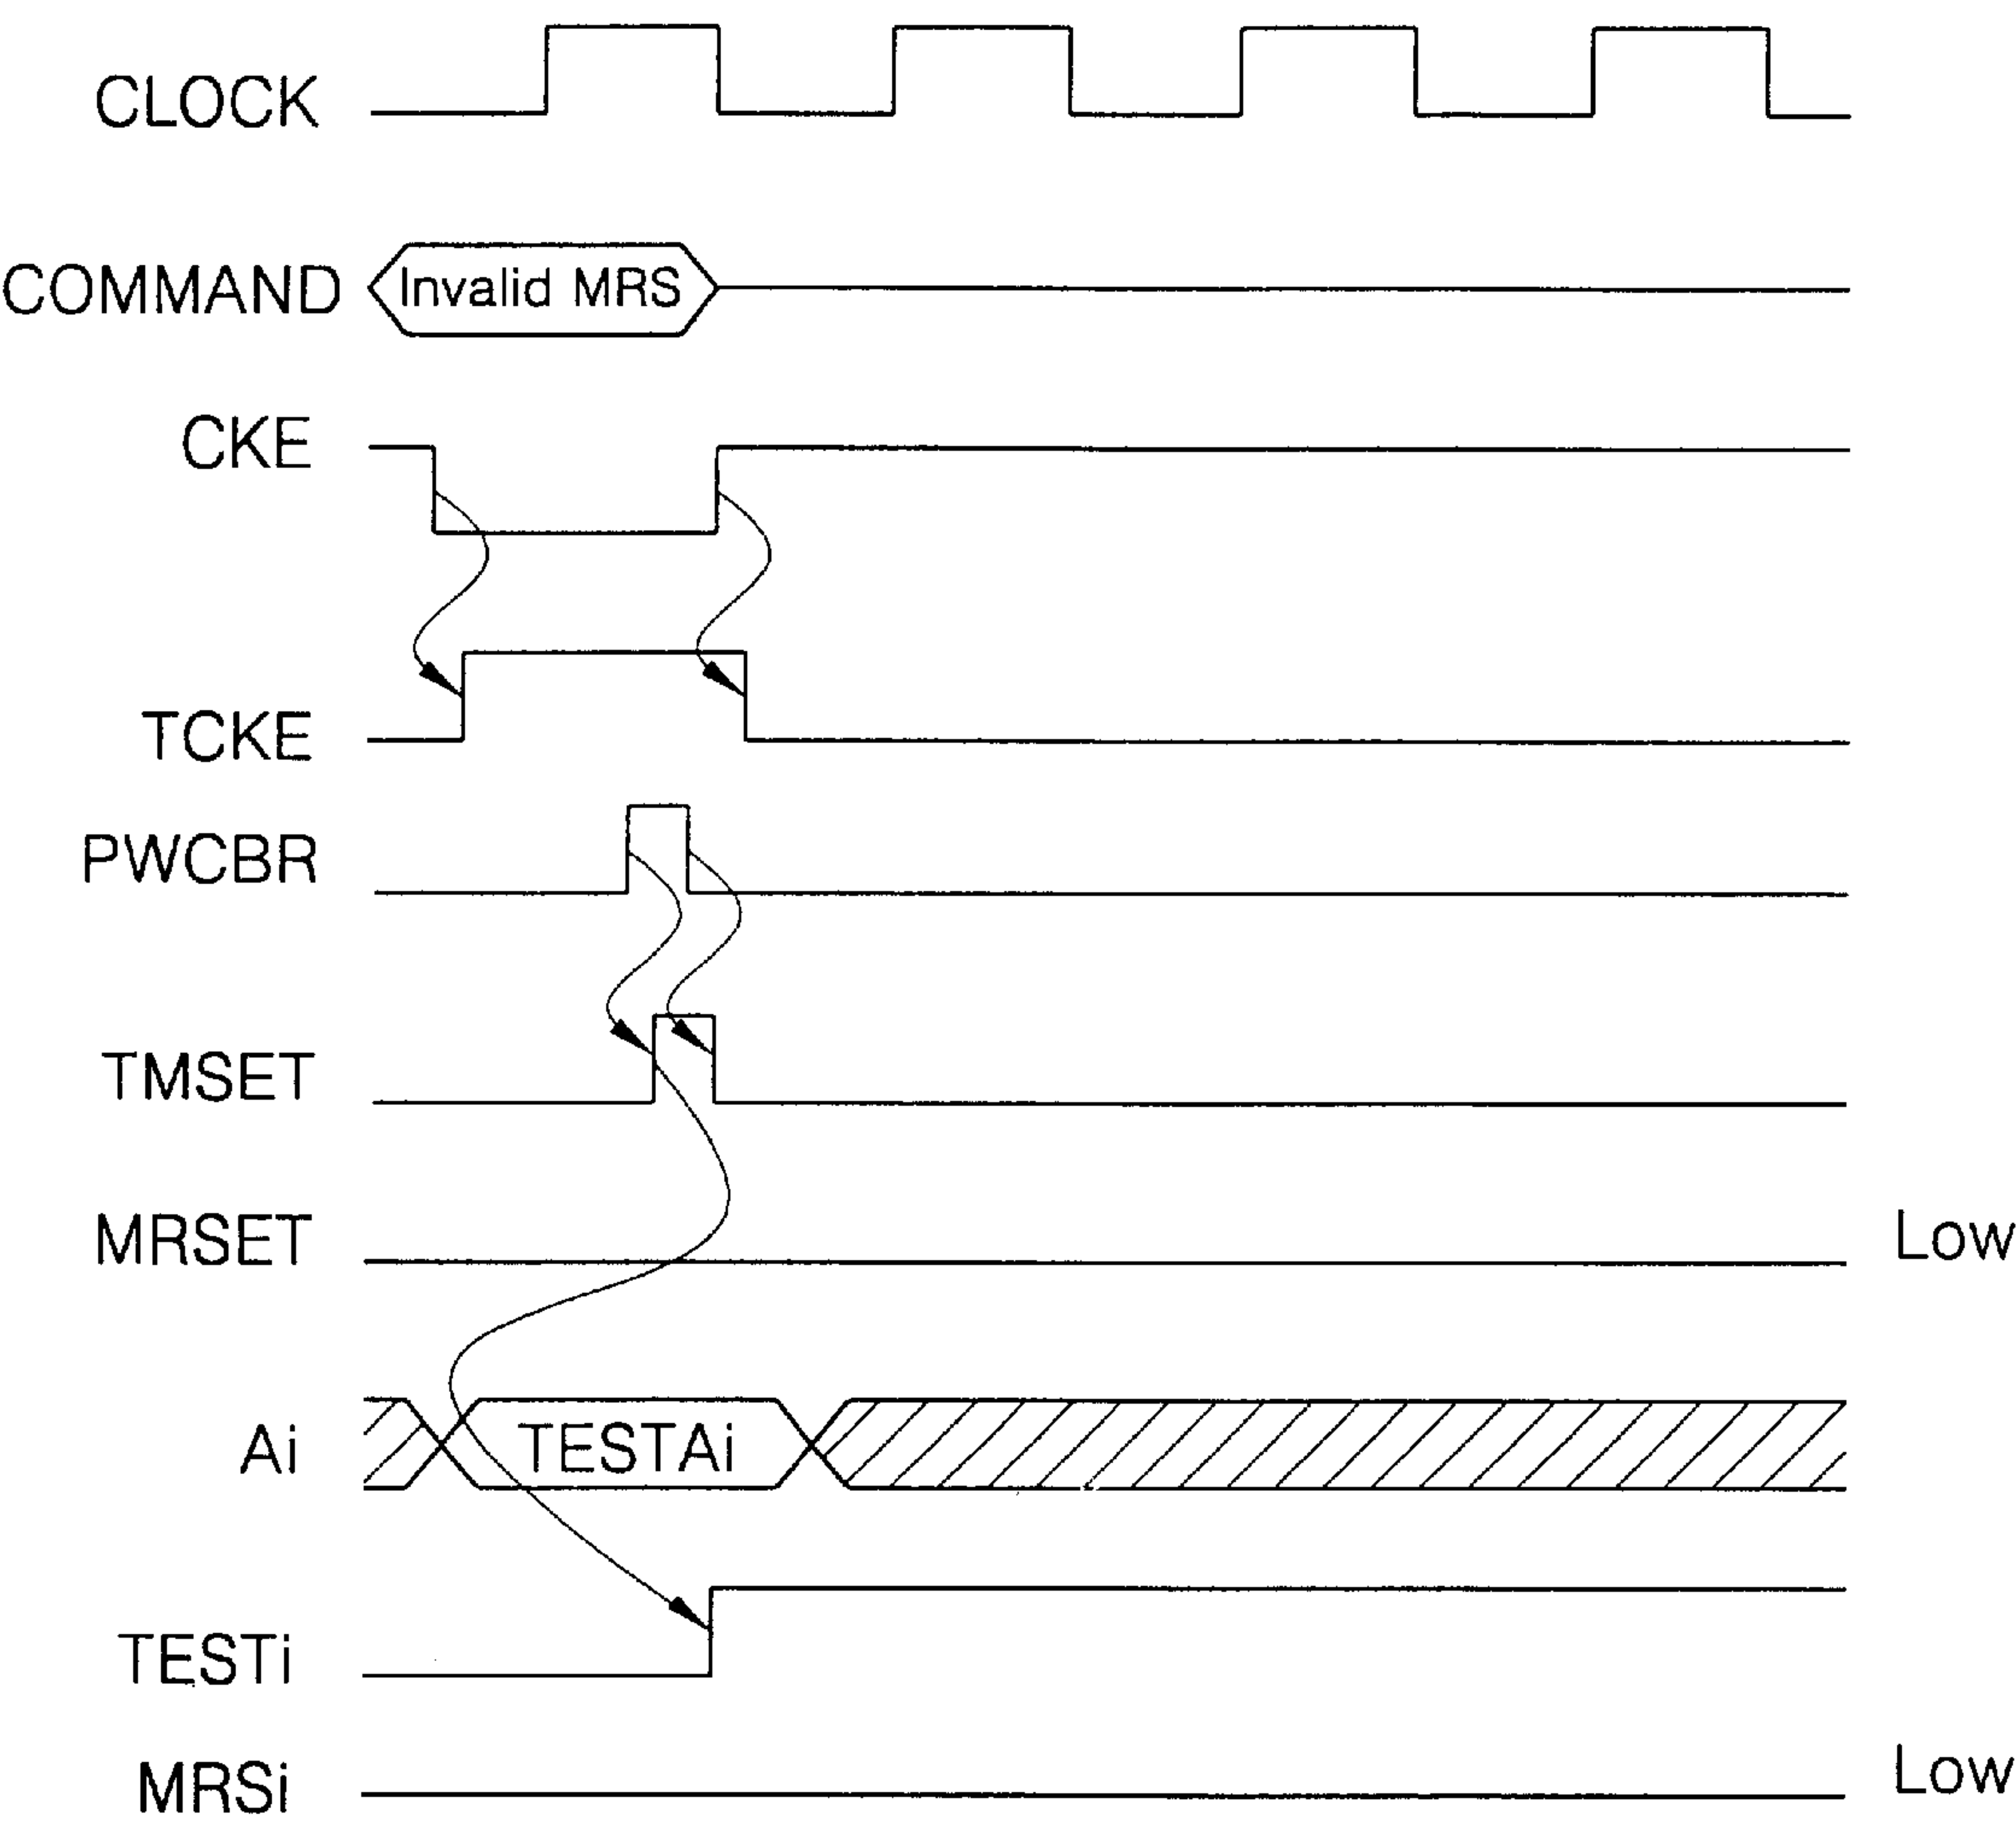 CLOCK
COMMAND Invalid MRS
CKE
TCKE
PWCBR
TMSET
MRSET Low
Ai TESTAi
TESTi
MRSi Low